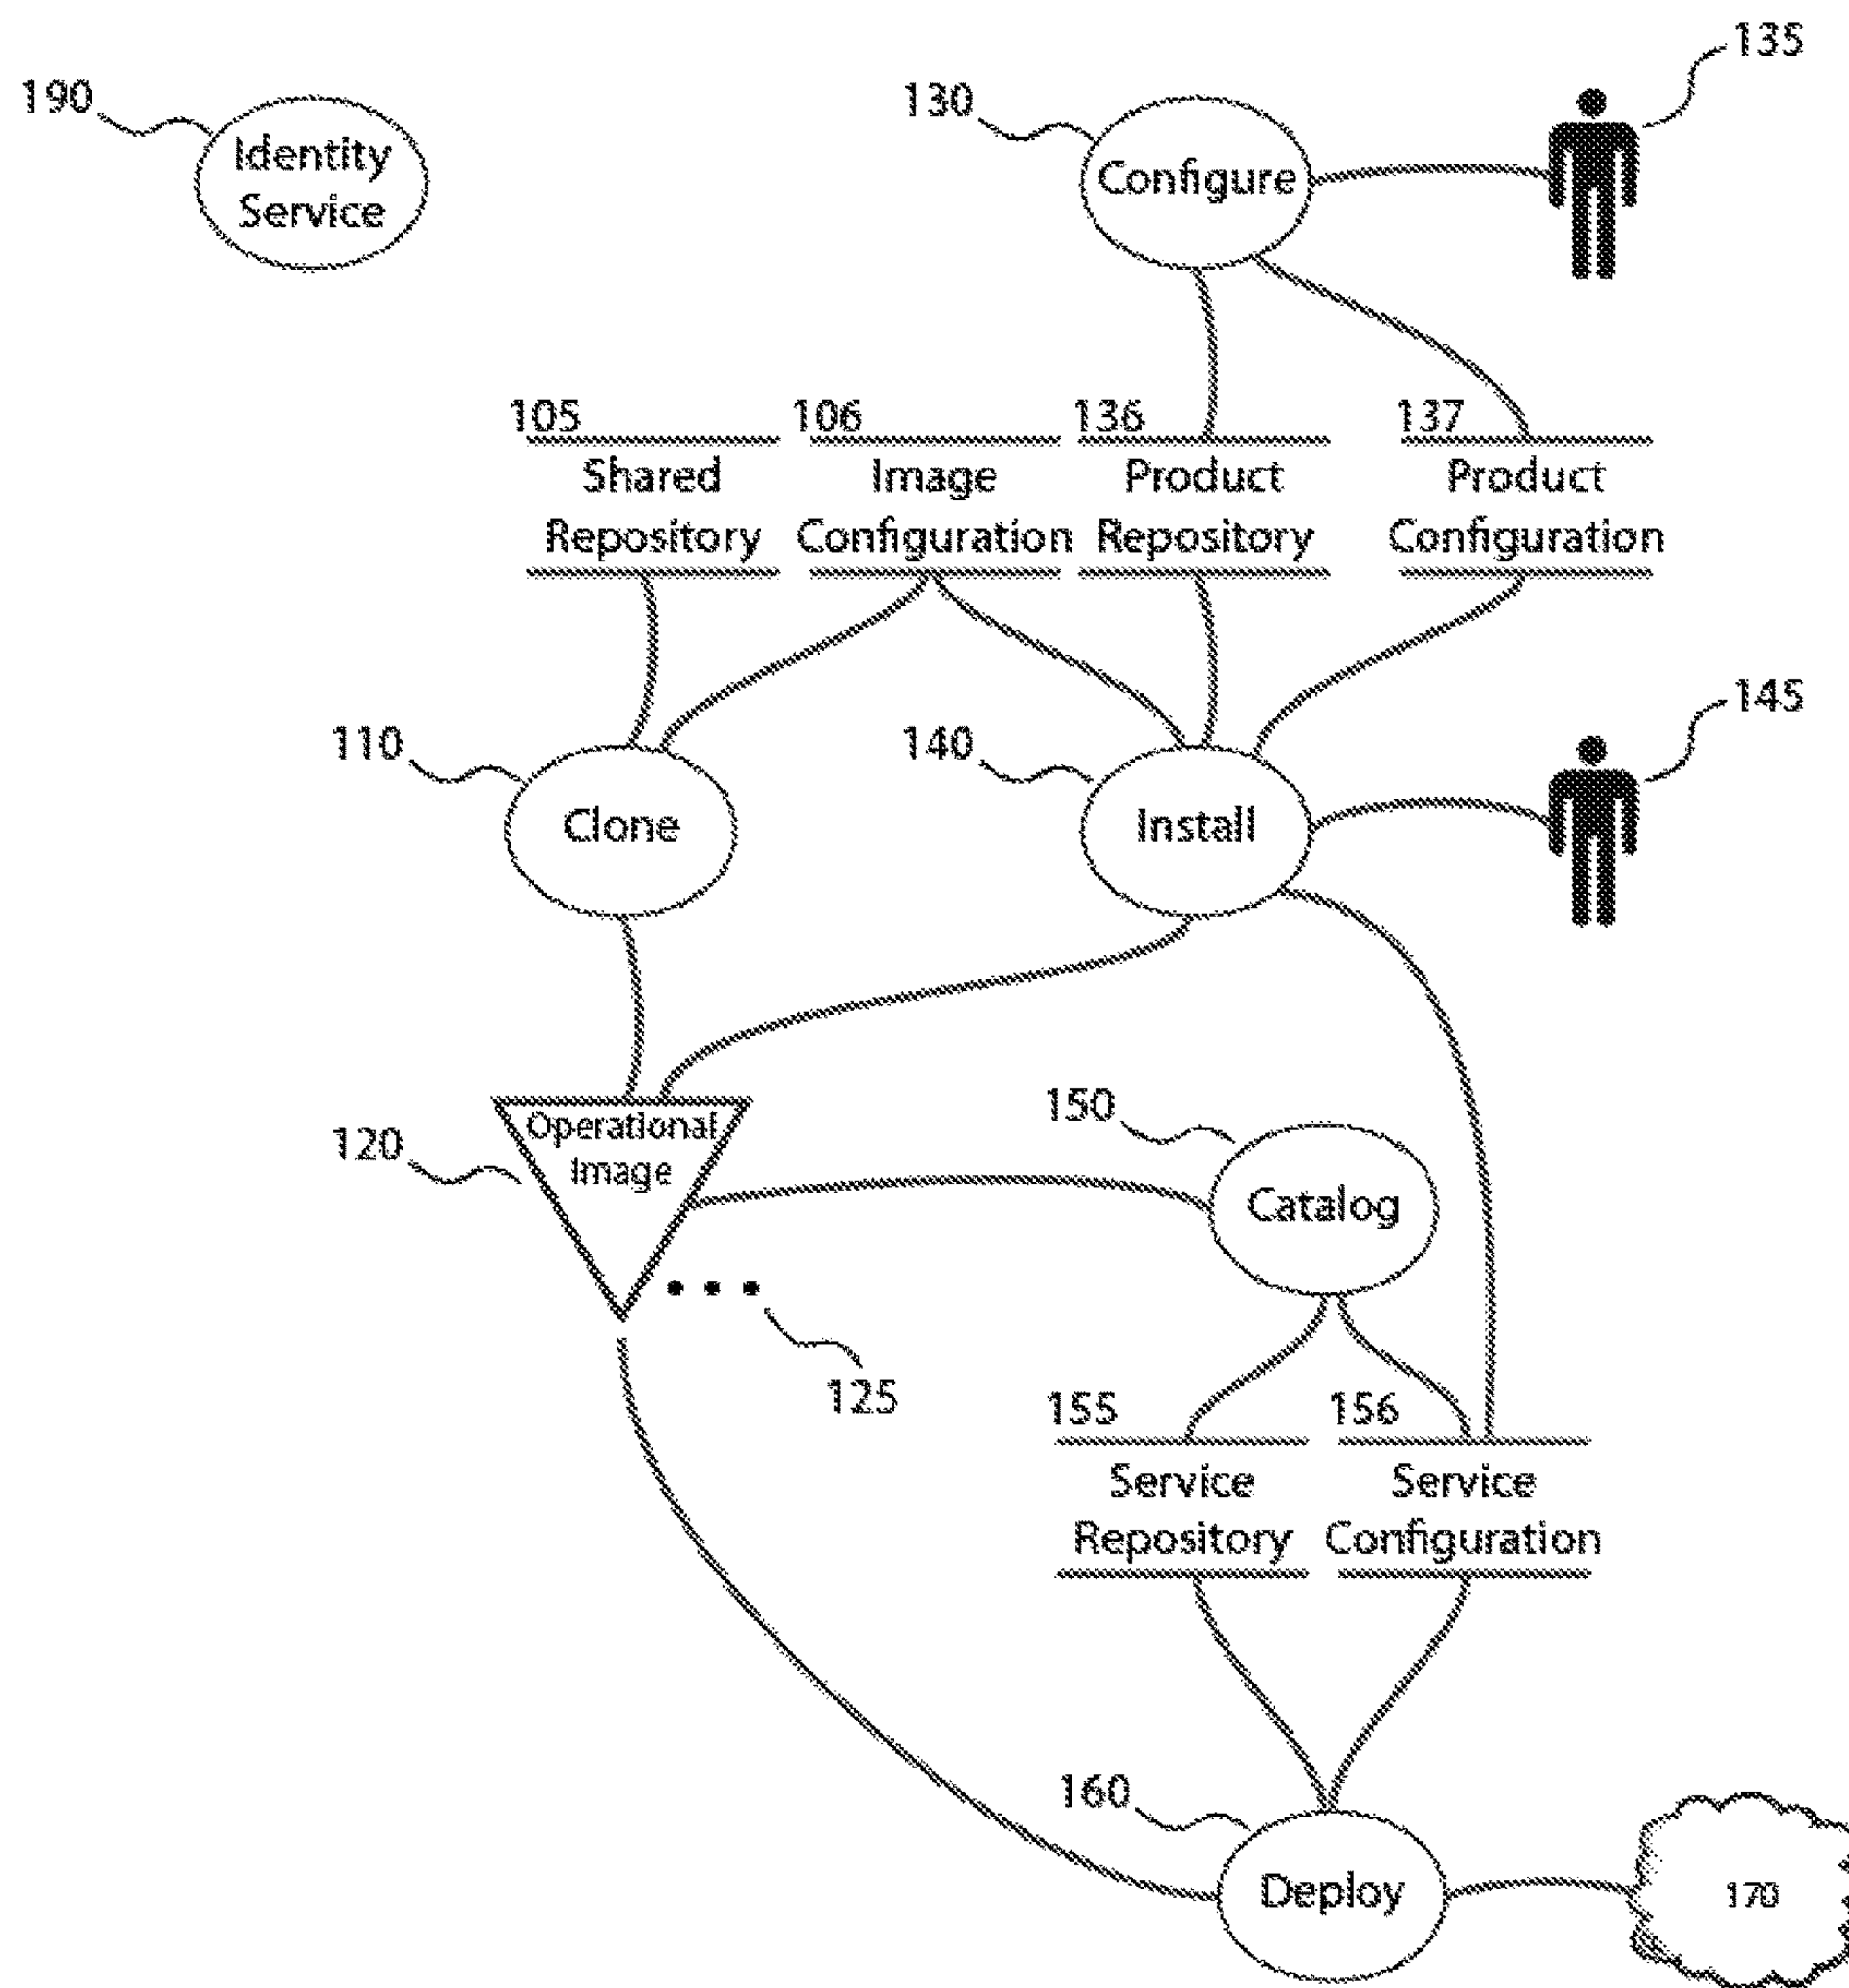 135
190
130
Identity
Service
Configure
105
106
136
137
Shared
Repository
Image
Configuration
Product
Repository
Product
Configuration
145
110
140
Clone
Install
120
Operational
Image
150
Catalog
125
155
156
Service
Repository
Service
Configuration
160
Deploy
170